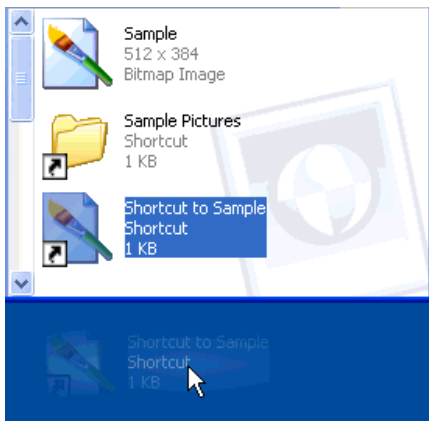 Sample
512 x 384
Bitmap Image
Sample Pictures
Shortcut
1 KB
Shortcut to Sample
Shortcut
1 KB
Shortcut to Sample
Shortcut
1 KB